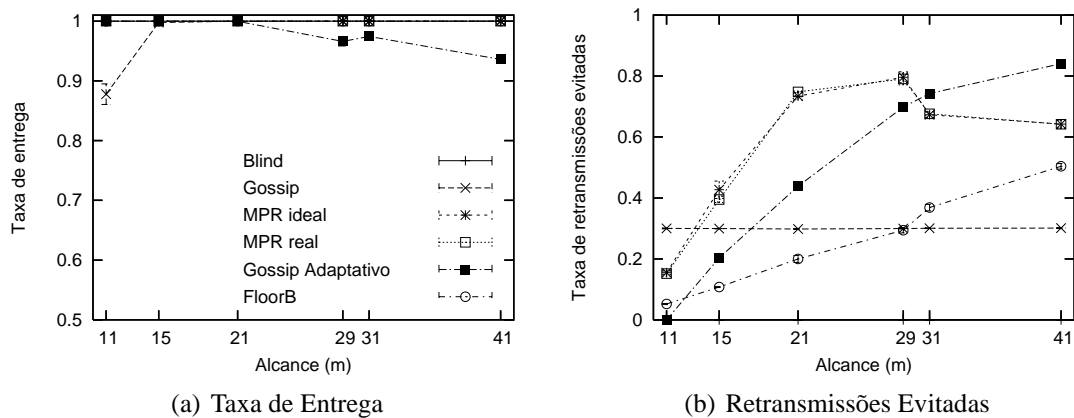 Taxa de entrega
1
0.9
0.8
0.7
0.6
0.5
Blind
Gossip
MPR ideal
MPR real
Gossip Adaptativo
FloorB
11 15 21 29 31 41
Alcance (m)
(a) Taxa de Entrega
Taxa de retransmissões evitadas
1
0.8
0.6
0.4
0.2
0
11 15 21 29 31 41
Alcance (m)
(b) Retransmissões Evitadas